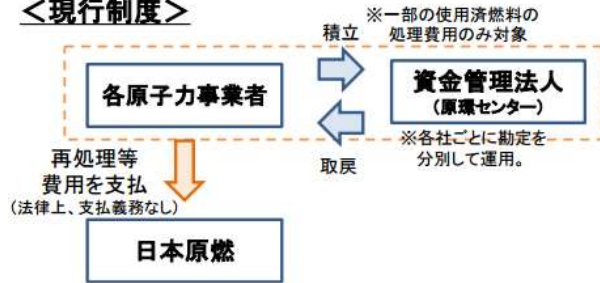 ＜現行制度＞
※一部の使用済燃料の
処理費用のみ対象
積立
各原子力事業者
資金管理法人
(原環センター)
取戻
※各社ごとに勘定を
分別して運用。
再処理等
費用を支払
(法律上、支払義務なし)
日本原燃